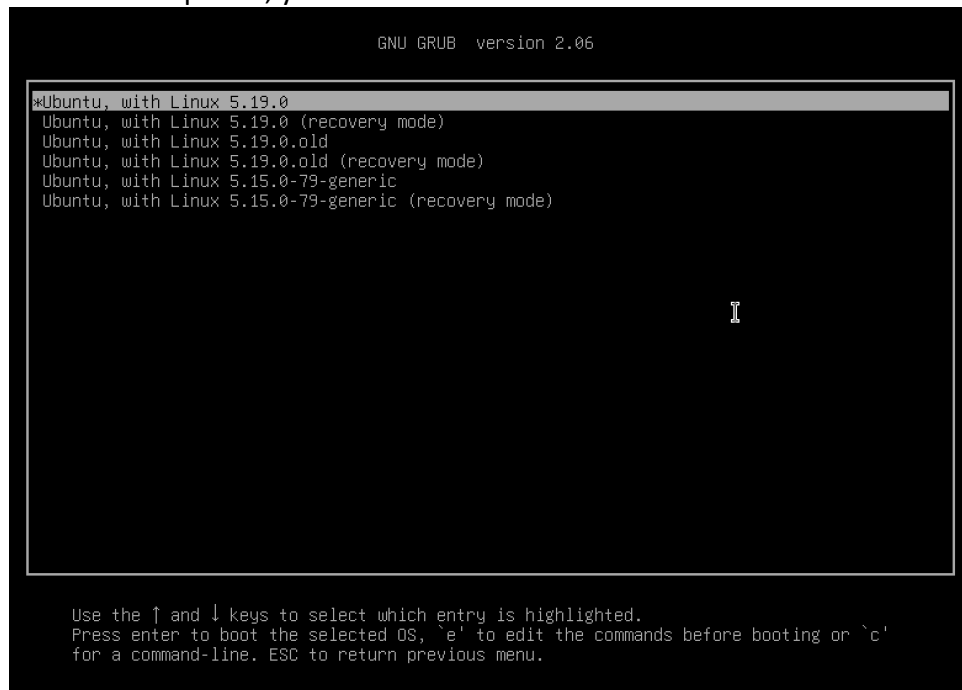 GNU GRUB version 2.06
*Ubuntu, with Linux 5.19.0
Ubuntu, with Linux 5.19.0 (recovery mode)
Ubuntu, with Linux 5.19.0.old
Ubuntu, with Linux 5.19.0.old (recovery mode)
Ubuntu, with Linux 5.15.0-79-generic
Ubuntu, with Linux 5.15.0-79-generic (recovery mode)
Use the ↑ and ↓ keys to select which entry is highlighted.
Press enter to boot the selected OS, `e' to edit the commands before booting or `c'
for a command-line. ESC to return previous menu.